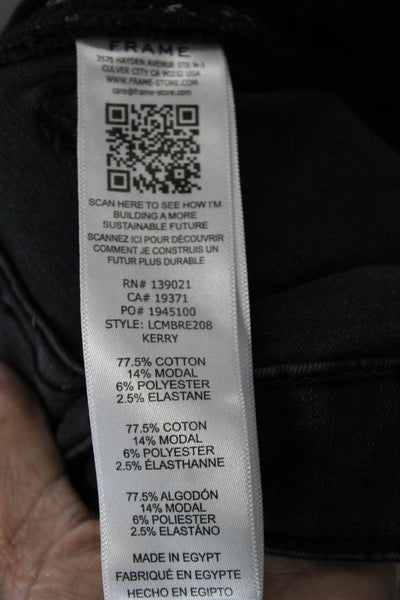 FRAME
3578 HAYDEN AVENUE STE N-1
CULVER CITY CA 90232 USA
WWW.FRAME-STORE.COM
care@frame-store.com
SCAN HERE TO SEE HOW I'M
BUILDING A MORE
SUSTAINABLE FUTURE
SCANNEZ ICI POUR DÉCOUVRIR
COMMENT JE CONSTRUIS UN
FUTUR PLUS DURABLE
RN# 139021
CA# 19371
PO# 1945100
STYLE: LCMBRE208
KERRY
77.5% COTTON
14% MODAL
6% POLYESTER
2.5% ELASTANE
77.5% COTON
14% MODAL
6% POLYESTER
2.5% ÉLASTHANNE
77.5% ALGODÓN
14% MODAL
6% POLIESTER
2.5% ELASTÁNO
MADE IN EGYPT
FABRIQUÉ EN EGYPTE
HECHO EN EGIPTO